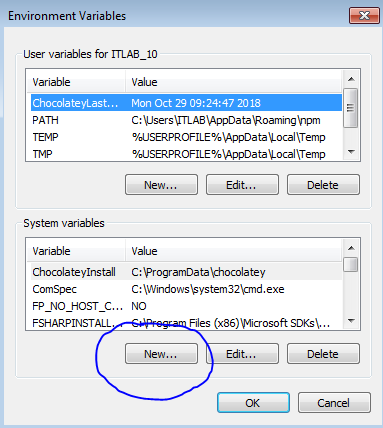 Environment Variables
User variables for ITLAB_10
Variable Value
ChocolateyLast... Mon Oct 29 09:24:47 2018
PATH C:\Users\ITLAB\AppData\Roaming\npm
TEMP %USERPROFILE%\AppData\Local\Temp
TMP %USERPROFILE%\AppData\Local\Temp
New... Edit... Delete
System variables
Variable Value
ChocolateyInstall C:\ProgramData\chocolatey
ComSpec C:\Windows\system32\cmd.exe
FP_NO_HOST_C... NO
FSHARPINSTALL... C:\Program Files (x86)\Microsoft SDKs\...
New... Edit... Delete
OK Cancel